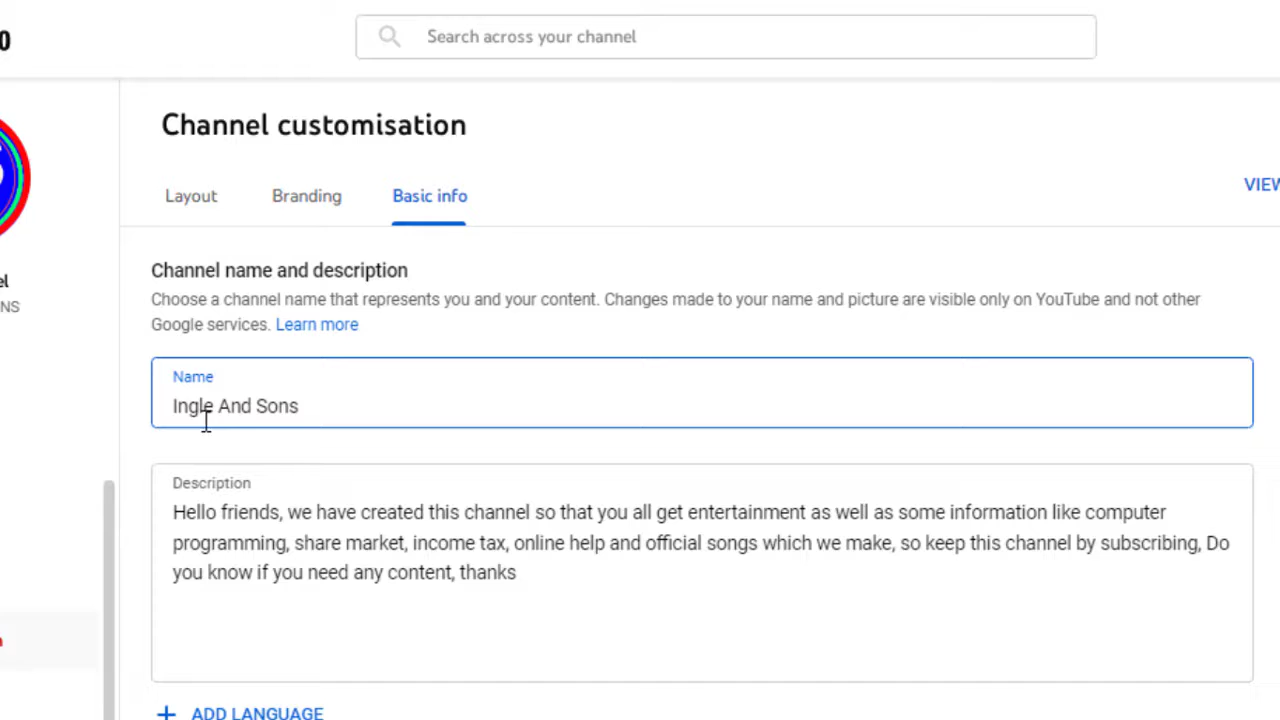 Search across your channel
Channel customisation
Layout Branding Basic info
VIEW
Channel name and description
Choose a channel name that represents you and your content. Changes made to your name and picture are visible only on YouTube and not other
Google services. Learn more
Name
Ingle And Sons
Description
Hello friends, we have created this channel so that you all get entertainment as well as some information like computer
programming, share market, income tax, online help and official songs which we make, so keep this channel by subscribing, Do
you know if you need any content, thanks
+ ADD LANGUAGE